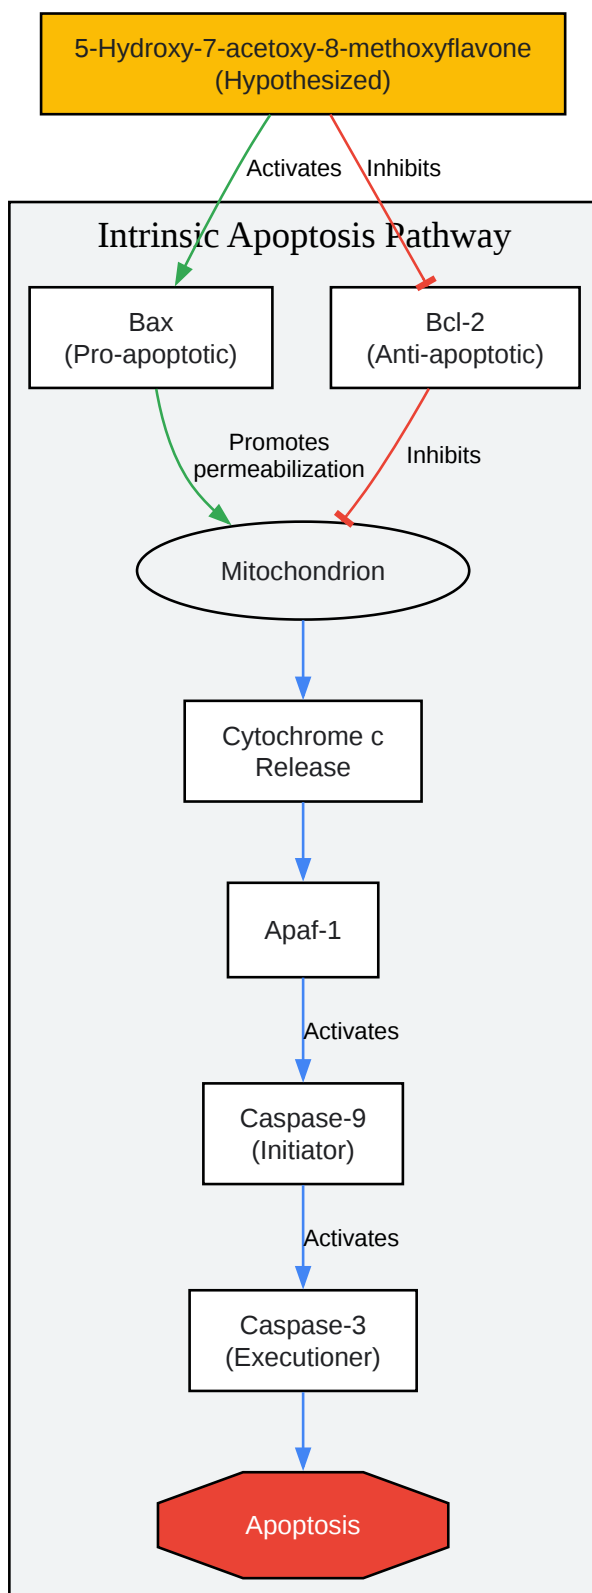 5-Hydroxy-7-acetoxy-8-methoxyflavone
(Hypothesized)
Activates
Inhibits
Intrinsic Apoptosis Pathway
Bax
(Pro-apoptotic)
Bcl-2
(Anti-apoptotic)
Promotes
permeabilization
Inhibits
Mitochondrion
Cytochrome c
Release
Apaf-1
Activates
Caspase-9
(Initiator)
Activates
Caspase-3
(Executioner)
Apoptosis